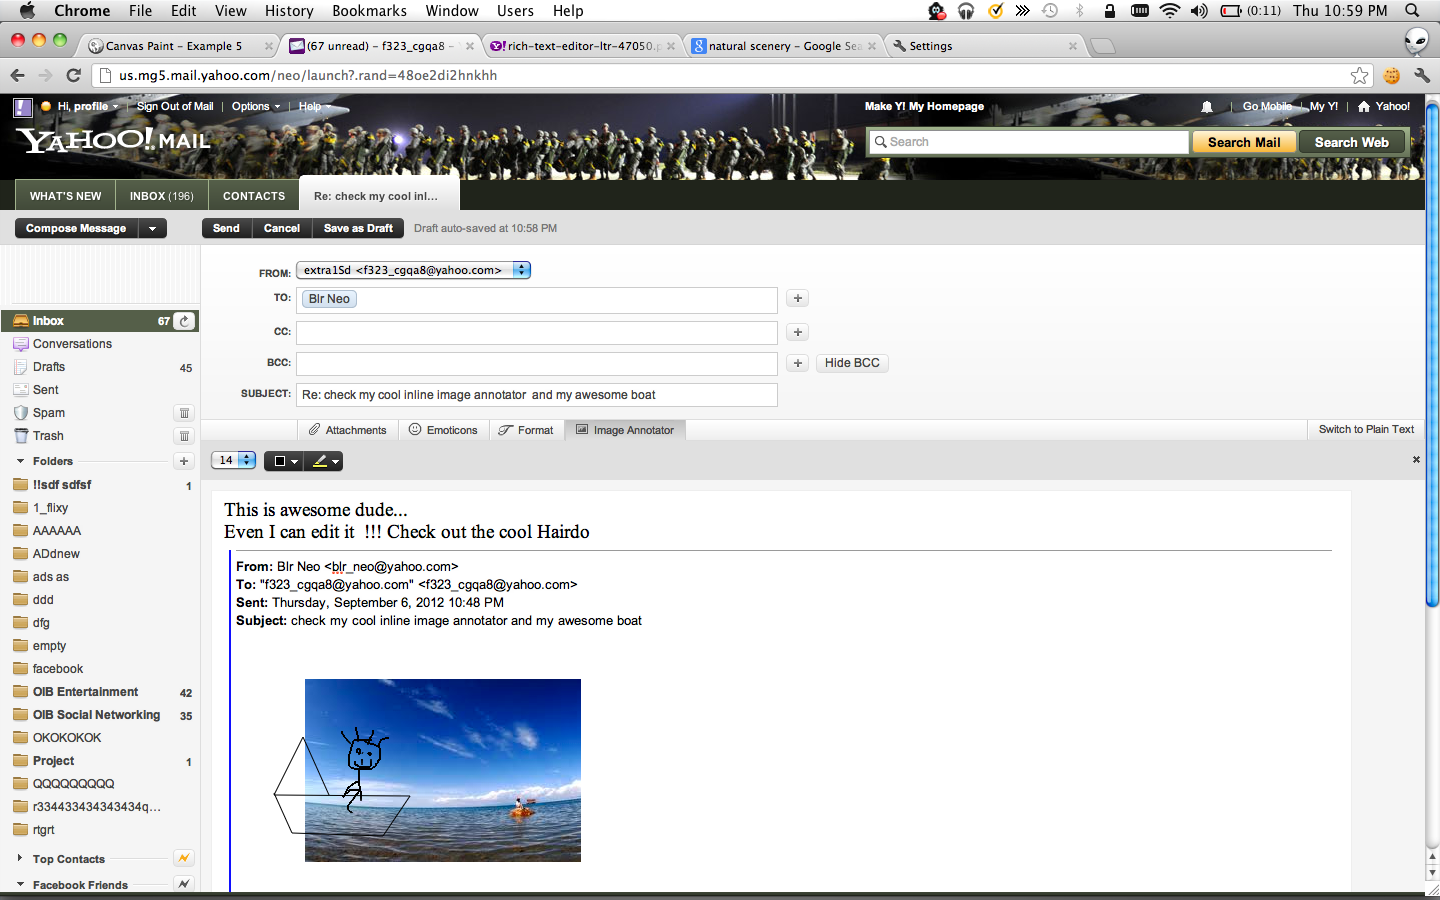 Chrome File Edit View History Bookmarks Window Users Help (0:11) Thu 10:59 PM
Canvas Paint – Example 5 (67 unread) – f323_cgqa8 – rich-text-editor-ltr-47050.p natural scenery – Google Sea Settings
us.mg5.mail.yahoo.com/neo/launch?.rand=48oe2di2hnkhh
Hi, profile Sign Out of Mail Options Help Make Y! My Homepage Go Mobile My Y! Yahoo!
YAHOO! MAIL Search Search Mail Search Web
WHAT'S NEW INBOX (196) CONTACTS Re: check my cool inl...
Compose Message Send Cancel Save as Draft Draft auto-saved at 10:58 PM
FROM: extra1Sd <f323_cgqa8@yahoo.com>
TO: Blr Neo +
CC: +
BCC: + Hide BCC
SUBJECT: Re: check my cool inline image annotator and my awesome boat
Attachments Emoticons Format Image Annotator Switch to Plain Text
14
Inbox 67
Conversations
Drafts 45
Sent
Spam
Trash
Folders +
!!sdf sdfsf 1
1_flixy
AAAAAA
ADdnew
ads as
ddd
dfg
empty
facebook
OIB Entertainment 42
OIB Social Networking 35
OKOKOKOK
Project 1
QQQQQQQQQ
r334433434343434q...
rtgrt
Top Contacts
Facebook Friends
This is awesome dude...
Even I can edit it !!! Check out the cool Hairdo
From: Blr Neo <blr_neo@yahoo.com>
To: "f323_cgqa8@yahoo.com" <f323_cgqa8@yahoo.com>
Sent: Thursday, September 6, 2012 10:48 PM
Subject: check my cool inline image annotator and my awesome boat